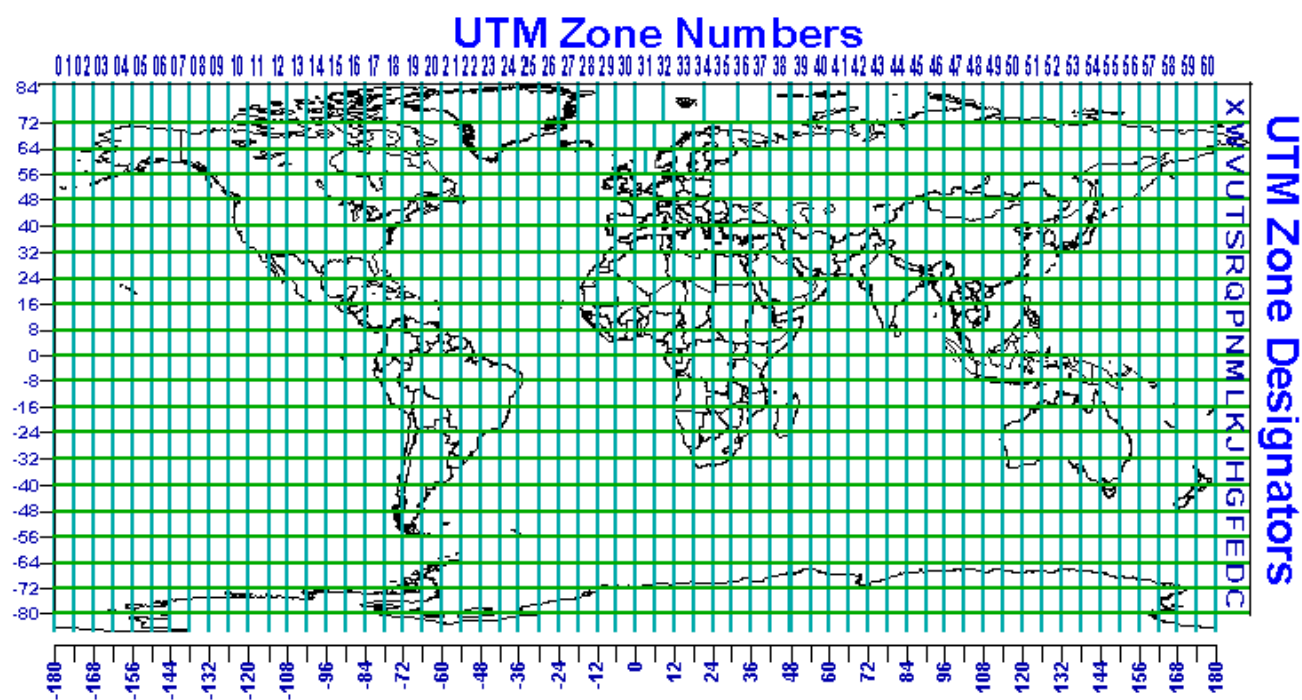 UTM Zone Numbers
01 02 03 04 05 06 07 08 09 10 11 12 13 14 15 16 17 18 19 20 21 22 23 24 25 26 27 28 29 30 31 32 33 34 35 36 37 38 39 40 41 42 43 44 45 46 47 48 49 50 51 52 53 54 55 56 57 58 59 60
84
72
64
56
48
40
32
24
16
8
0
-8
-16
-24
-32
-40
-48
-56
-64
-72
-80
X
W
V
U
T
S
R
Q
P
N
M
L
K
J
H
G
F
E
D
C
UTM Zone Designators
-180 -168 -156 -144 -132 -120 -108 -96 -84 -72 -60 -48 -36 -24 -12 0 12 24 36 48 60 72 84 96 108 120 132 144 156 168 180